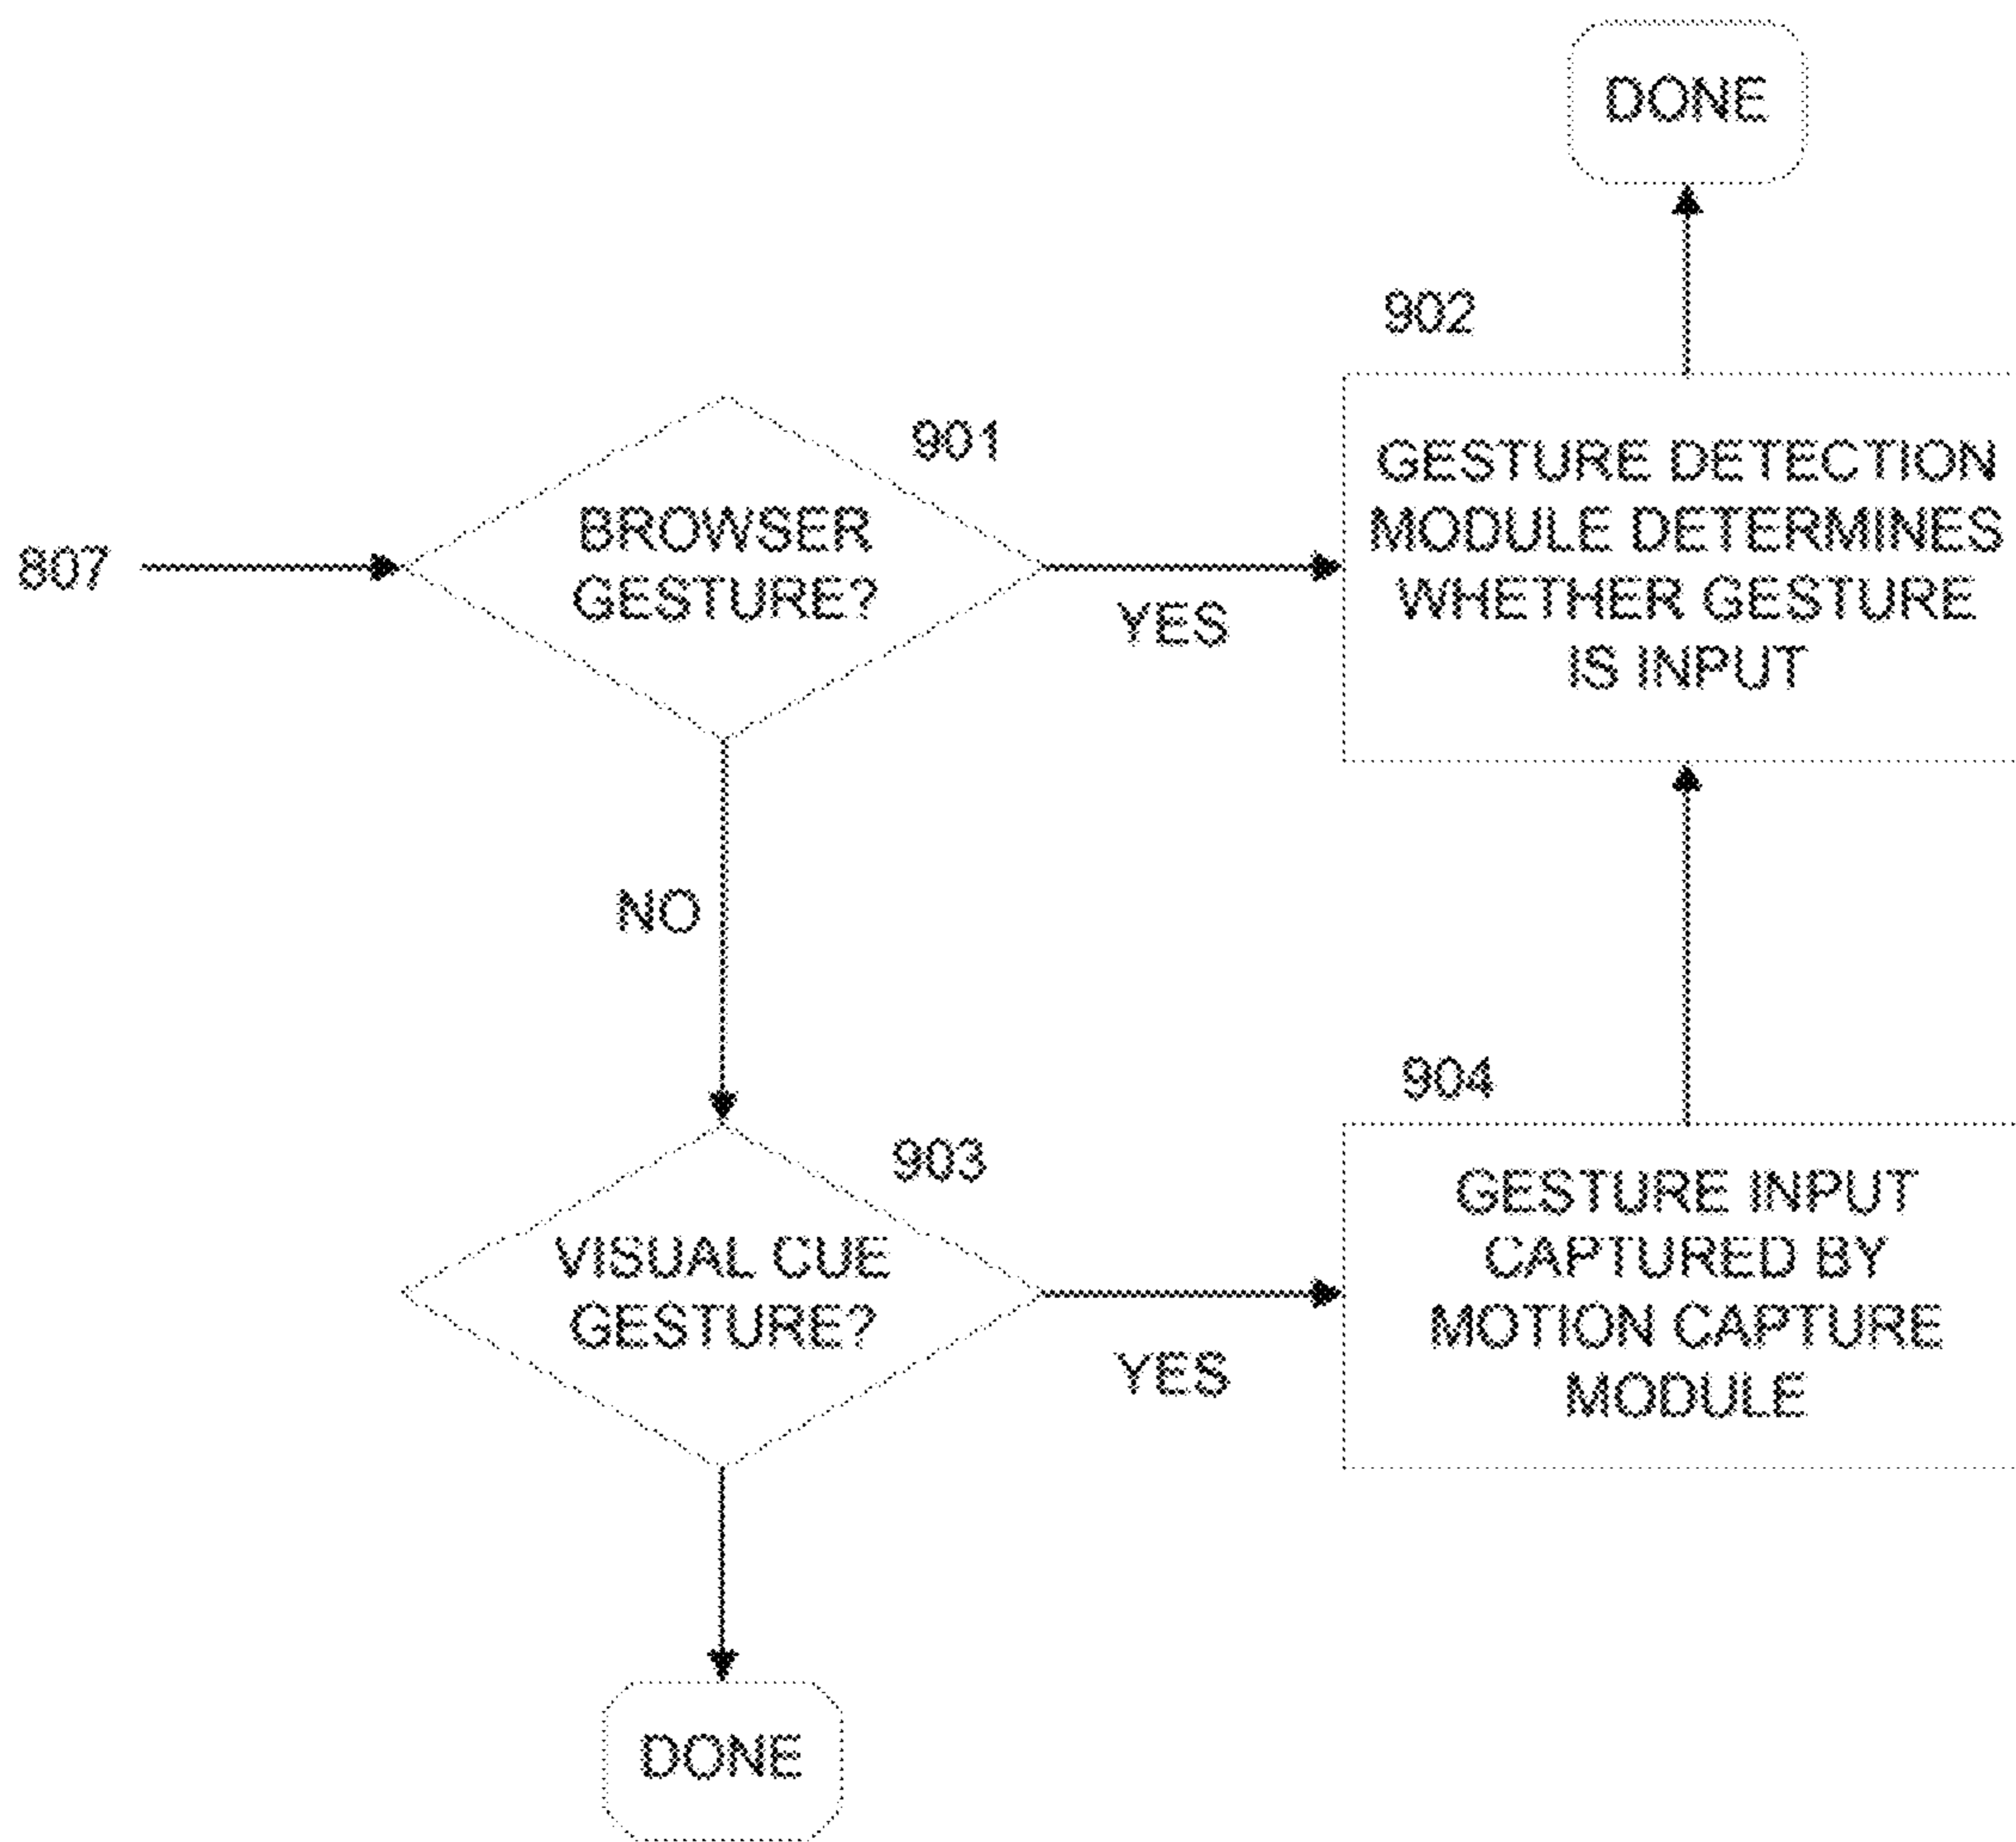 DONE
902
901
GESTURE DETECTION
MODULE DETERMINES
WHETHER GESTURE
IS INPUT
BROWSER
GESTURE?
807
YES
NO
904
903
GESTURE INPUT
CAPTURED BY
MOTION CAPTURE
MODULE
VISUAL CUE
GESTURE?
YES
DONE